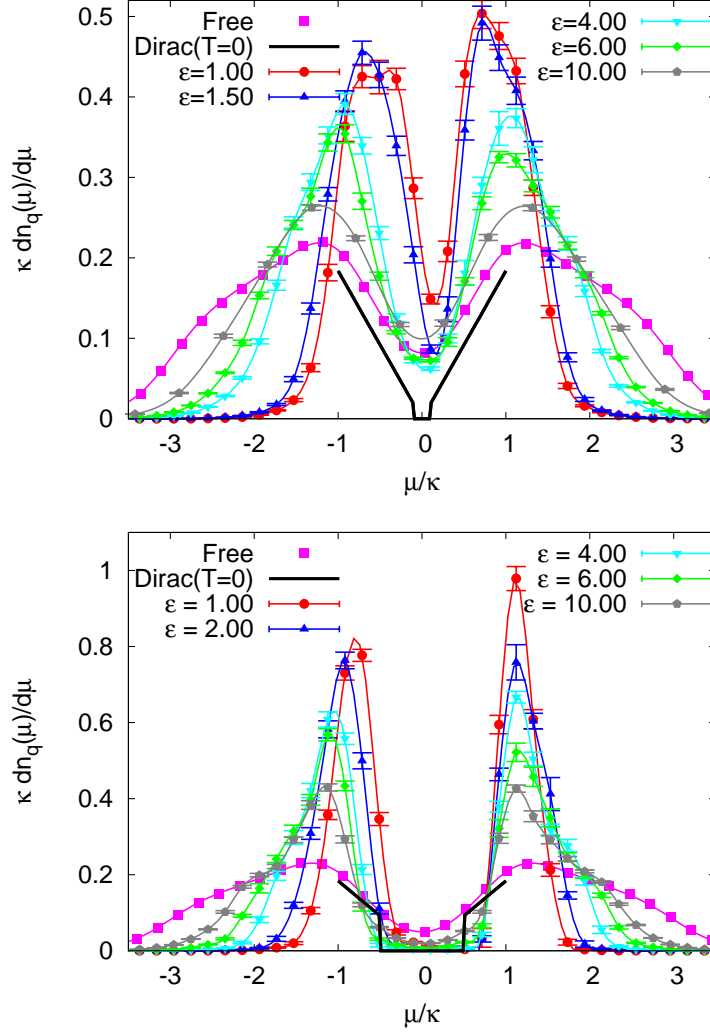 Free
Dirac(T=0)
ε=1.00
ε=1.50
ε=4.00
ε=6.00
ε=10.00
κ dn_q(μ)/dμ
0.5
0.4
0.3
0.2
0.1
0
-3 -2 -1 0 1 2 3
μ/κ
Free
Dirac(T=0)
ε = 1.00
ε = 2.00
ε = 4.00
ε = 6.00
ε = 10.00
κ dn_q(μ)/dμ
1
0.8
0.6
0.4
0.2
0
-3 -2 -1 0 1 2 3
μ/κ